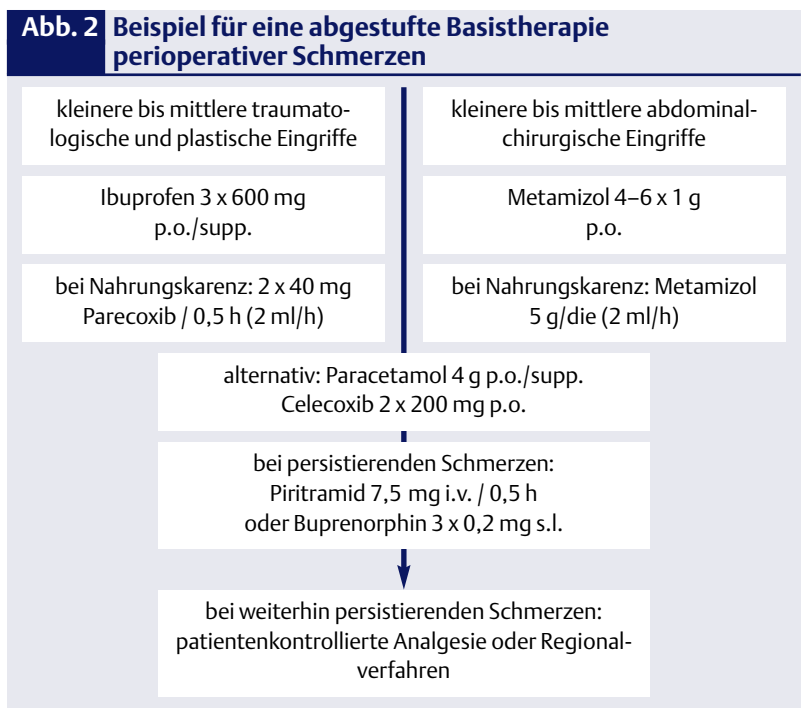 Abb. 2 Beispiel für eine abgestufte Basistherapie
perioperativer Schmerzen
kleinere bis mittlere traumato-
logische und plastische Eingriffe
Ibuprofen 3 x 600 mg
p.o./supp.
bei Nahrungskarenz: 2 x 40 mg
Parecoxib / 0,5 h (2 ml/h)
kleinere bis mittlere abdominal-
chirurgische Eingriffe
Metamizol 4–6 x 1 g
p.o.
bei Nahrungskarenz: Metamizol
5 g/die (2 ml/h)
alternativ: Paracetamol 4 g p.o./supp.
Celecoxib 2 x 200 mg p.o.
bei persistierenden Schmerzen:
Piritramid 7,5 mg i.v. / 0,5 h
oder Buprenorphin 3 x 0,2 mg s.l.
bei weiterhin persistierenden Schmerzen:
patientenkontrollierte Analgesie oder Regional-
verfahren